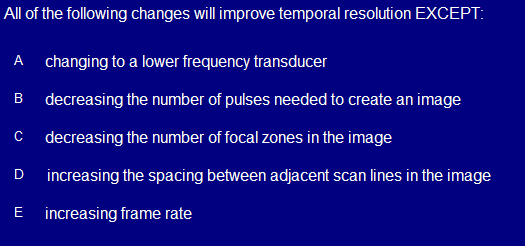 All of the following changes will improve temporal resolution EXCEPT:
A changing to a lower frequency transducer
B decreasing the number of pulses needed to create an image
C decreasing the number of focal zones in the image
D increasing the spacing between adjacent scan lines in the image
E increasing frame rate